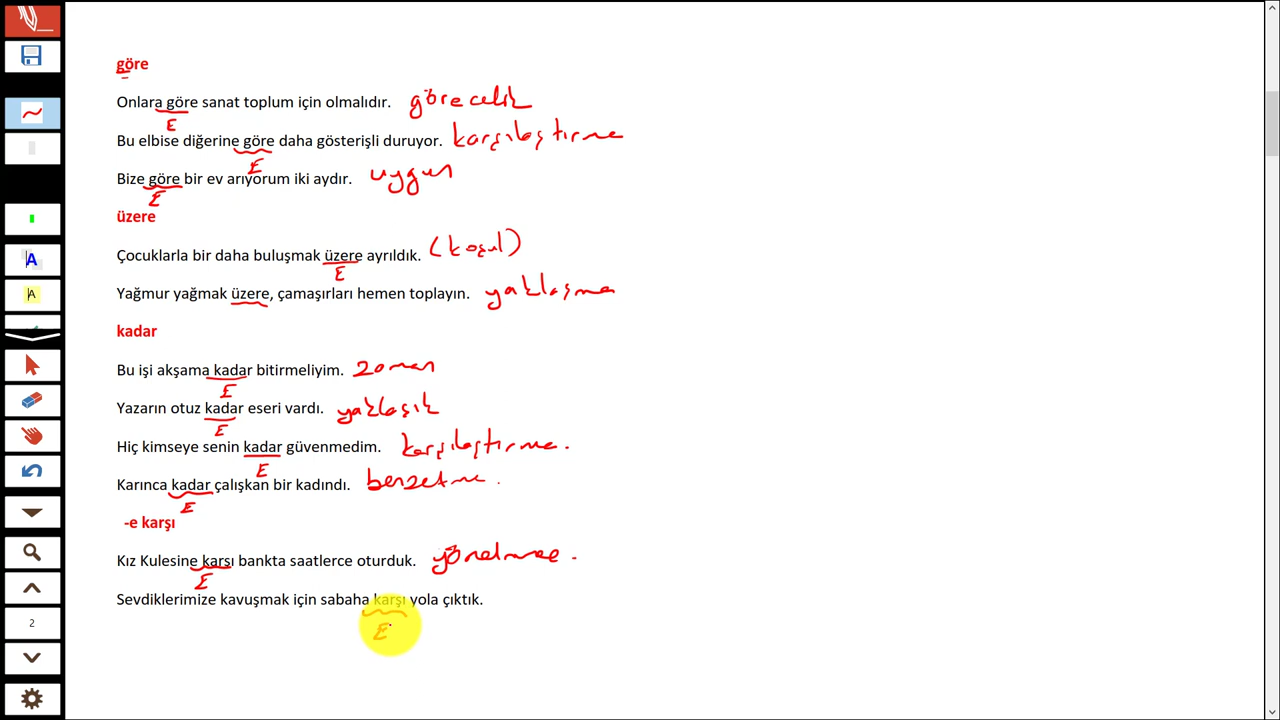 göre
Onlara göre sanat toplum için olmalıdır. görecelik
E
Bu elbise diğerine göre daha gösterişli duruyor. karşılaştırma
E
Bize göre bir ev arıyorum iki aydır. uygun
E
üzere
Çocuklarla bir daha buluşmak üzere ayrıldık. (koşul)
E
Yağmur yağmak üzere, çamaşırları hemen toplayın. yaklaşma
kadar
Bu işi akşama kadar bitirmeliyim. zaman
E
Yazarın otuz kadar eseri vardı. yaklaşık
E
Hiç kimseye senin kadar güvenmedim. karşılaştırma.
E
Karınca kadar çalışkan bir kadındı. benzetme.
E
-e karşı
Kız Kulesine karşı bankta saatlerce oturduk. yönelme.
E
Sevdiklerimize kavuşmak için sabaha karşı yola çıktık.
E
A
A
2